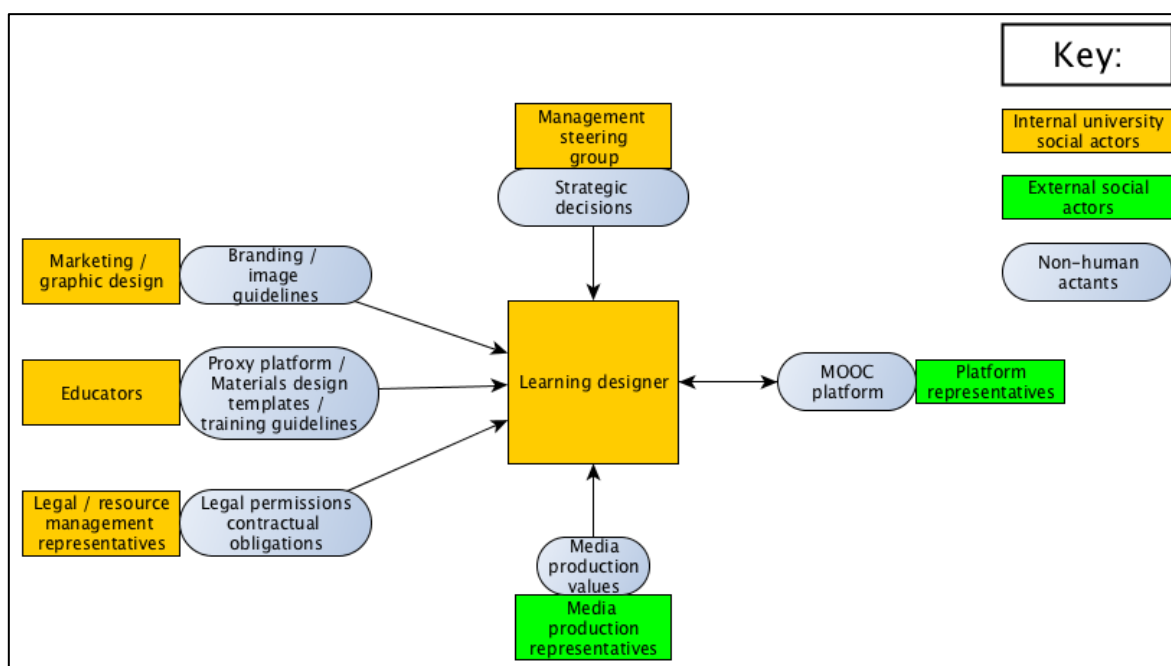 Key:
Internal university
social actors
External social
actors
Non-human
actants
Management
steering
group
Strategic
decisions
Marketing /
graphic design
Branding /
image
guidelines
Educators
Proxy platform /
Materials design
templates /
training guidelines
Legal / resource
management
representatives
Legal permissions
contractual
obligations
Learning designer
MOOC
platform
Platform
representatives
Media
production
values
Media
production
representatives